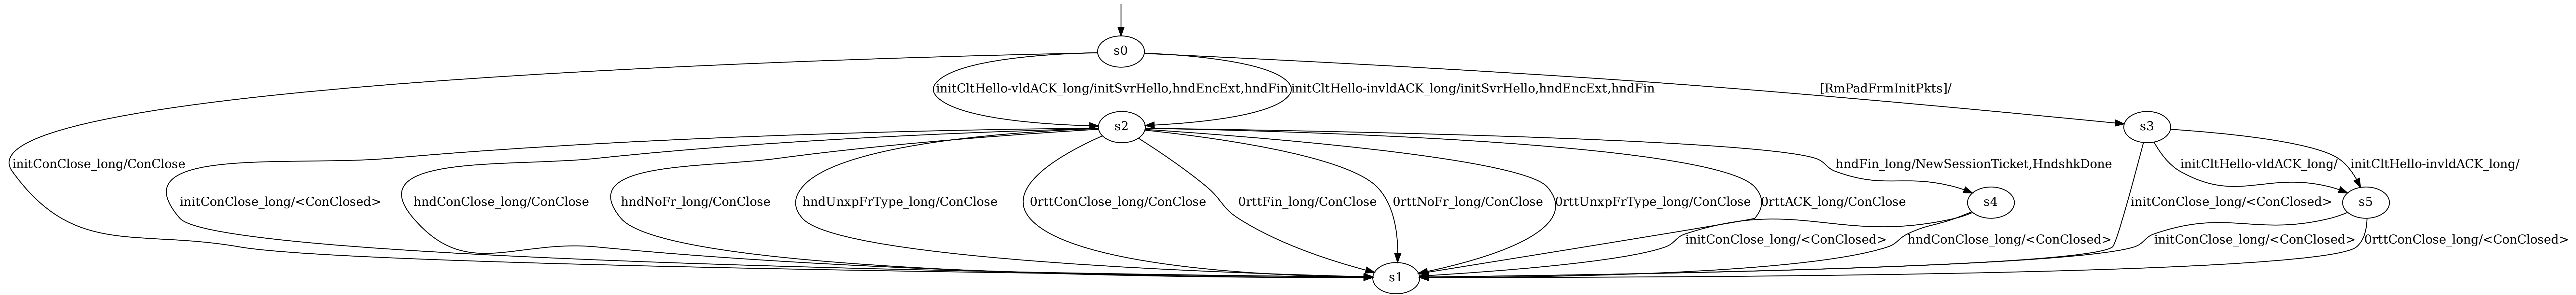 s0
initCltHello-vldACK_long/initSvrHello,hndEncExt,hndFin
initCltHello-invldACK_long/initSvrHello,hndEncExt,hndFin
[RmPadFrmInitPkts]/
s2
s3
initConClose_long/ConClose
hndFin_long/NewSessionTicket,HndshkDone
initCltHello-vldACK_long/
initCltHello-invldACK_long/
initConClose_long/<ConClosed>
hndConClose_long/ConClose
hndNoFr_long/ConClose
hndUnxpFrType_long/ConClose
0rttConClose_long/ConClose
0rttFin_long/ConClose
0rttNoFr_long/ConClose
0rttUnxpFrType_long/ConClose
0rttACK_long/ConClose
s4
initConClose_long/<ConClosed>
s5
initConClose_long/<ConClosed>
hndConClose_long/<ConClosed>
initConClose_long/<ConClosed>
0rttConClose_long/<ConClosed>
s1